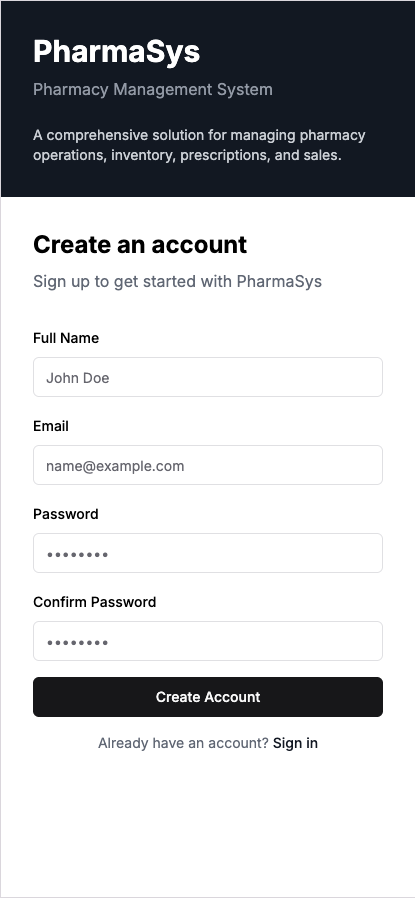 PharmaSys
Pharmacy Management System
A comprehensive solution for managing pharmacy
operations, inventory, prescriptions, and sales.
Create an account
Sign up to get started with PharmaSys
Full Name
John Doe
Email
name@example.com
Password
••••••••
Confirm Password
••••••••
Create Account
Already have an account? Sign in